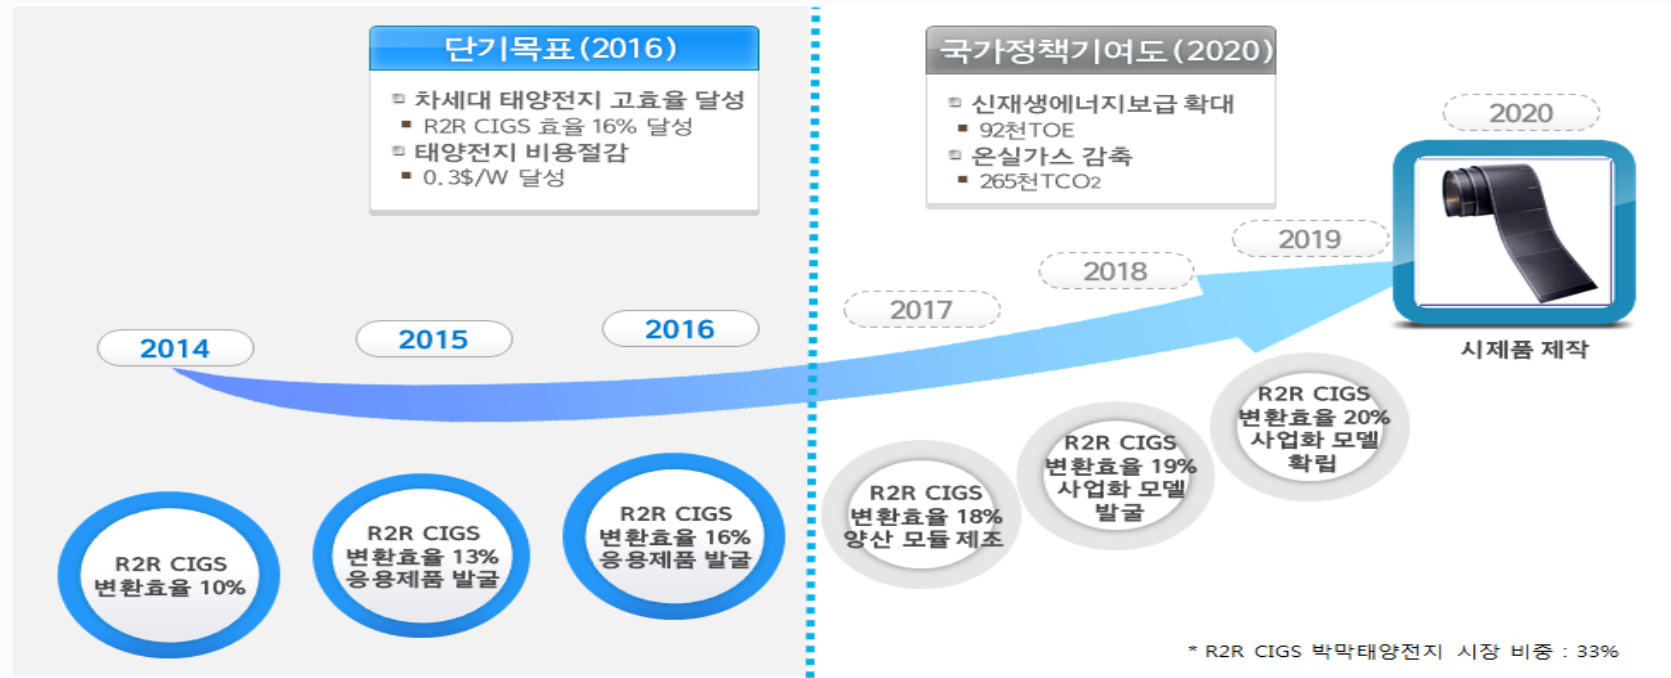 단기목표(2016)
차세대 태양전지 고효율 달성
R2R CIGS 효율 16% 달성
태양전지 비용절감
0.3$/W 달성
국가정책기여도(2020)
신재생에너지보급 확대
92천TOE
온실가스 감축
265천TCO₂
2014
2015
2016
2017
2018
2019
2020
시제품 제작
R2R CIGS
변환효율 10%
R2R CIGS
변환효율 13%
응용제품 발굴
R2R CIGS
변환효율 16%
응용제품 발굴
R2R CIGS
변환효율 18%
양산 모듈 제조
R2R CIGS
변환효율 19%
사업화 모델
발굴
R2R CIGS
변환효율 20%
사업화 모델
확립
* R2R CIGS 박막태양전지 시장 비중 : 33%